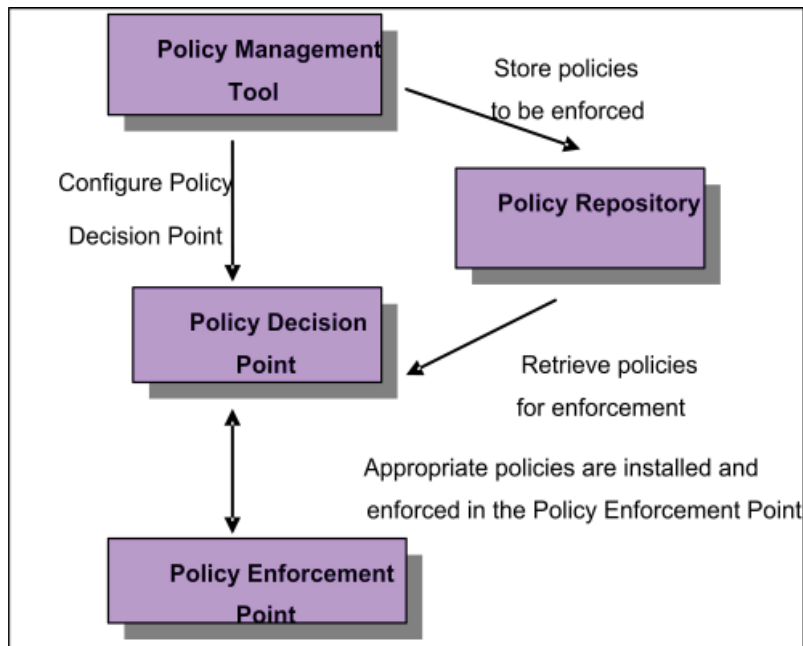 Policy Management
Tool
Store policies
to be enforced
Configure Policy
Decision Point
Policy Repository
Policy Decision
Point
Retrieve policies
for enforcement
Appropriate policies are installed and
enforced in the Policy Enforcement Point
Policy Enforcement
Point